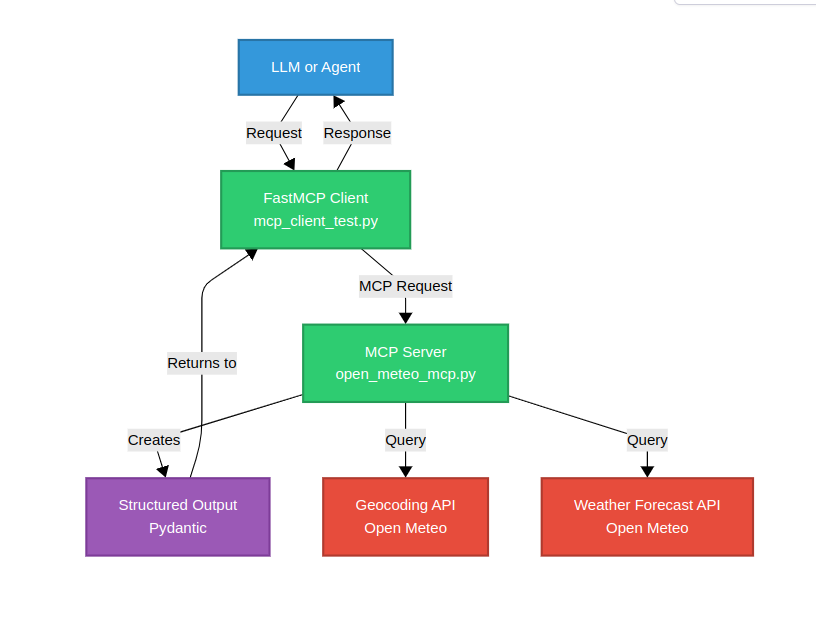 LLM or Agent
Request
Response
FastMCP Client
mcp_client_test.py
MCP Request
MCP Server
open_meteo_mcp.py
Returns to
Creates
Query
Query
Structured Output
Pydantic
Geocoding API
Open Meteo
Weather Forecast API
Open Meteo